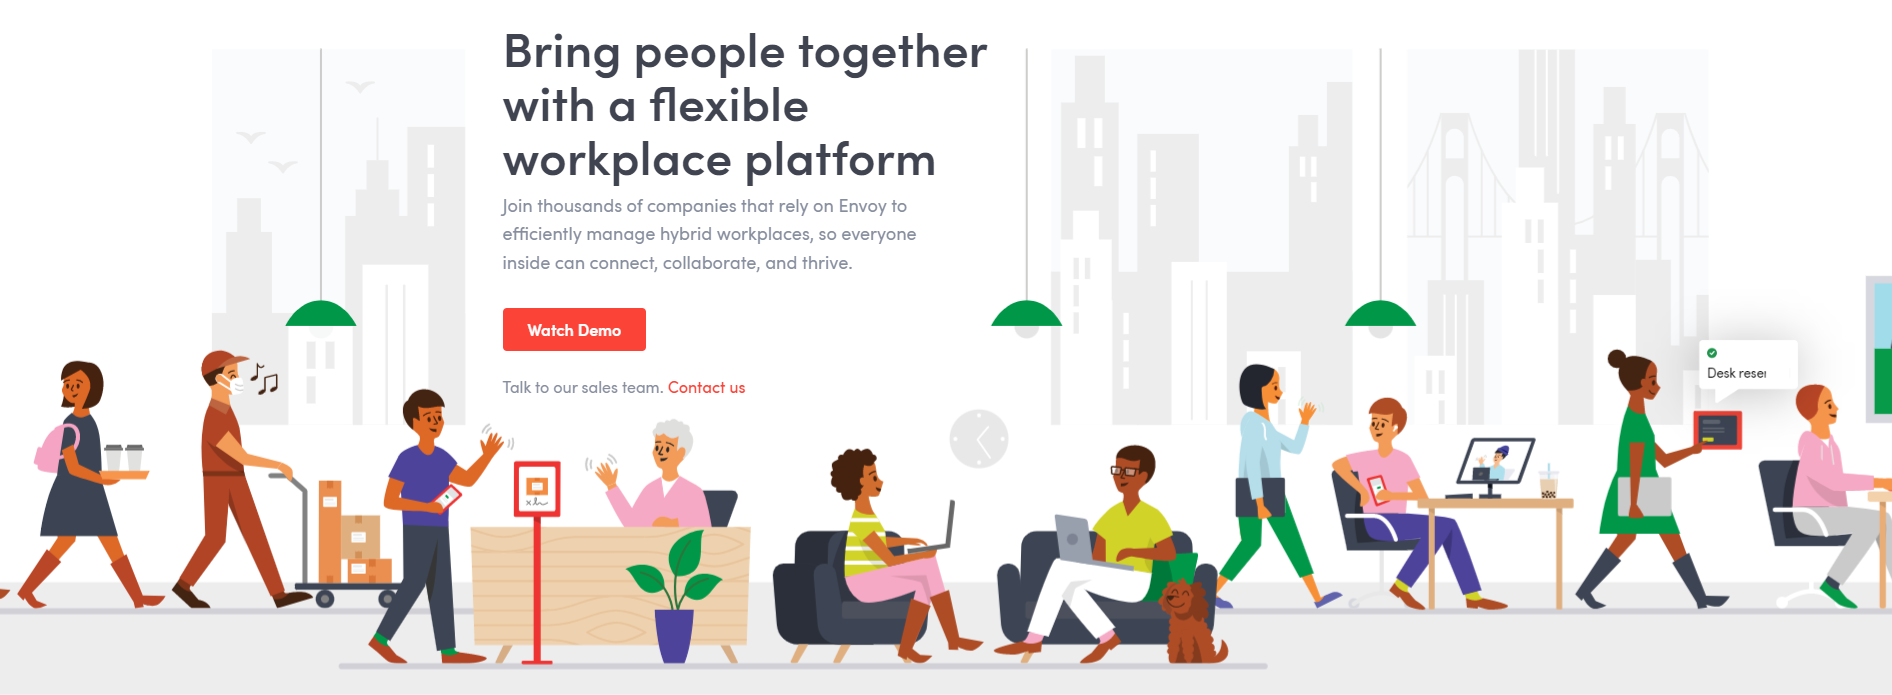 Bring people together
with a flexible
workplace platform
Join thousands of companies that rely on Envoy to
efficiently manage hybrid workplaces, so everyone
inside can connect, collaborate, and thrive.
Watch Demo
Talk to our sales team. Contact us
Desk reser